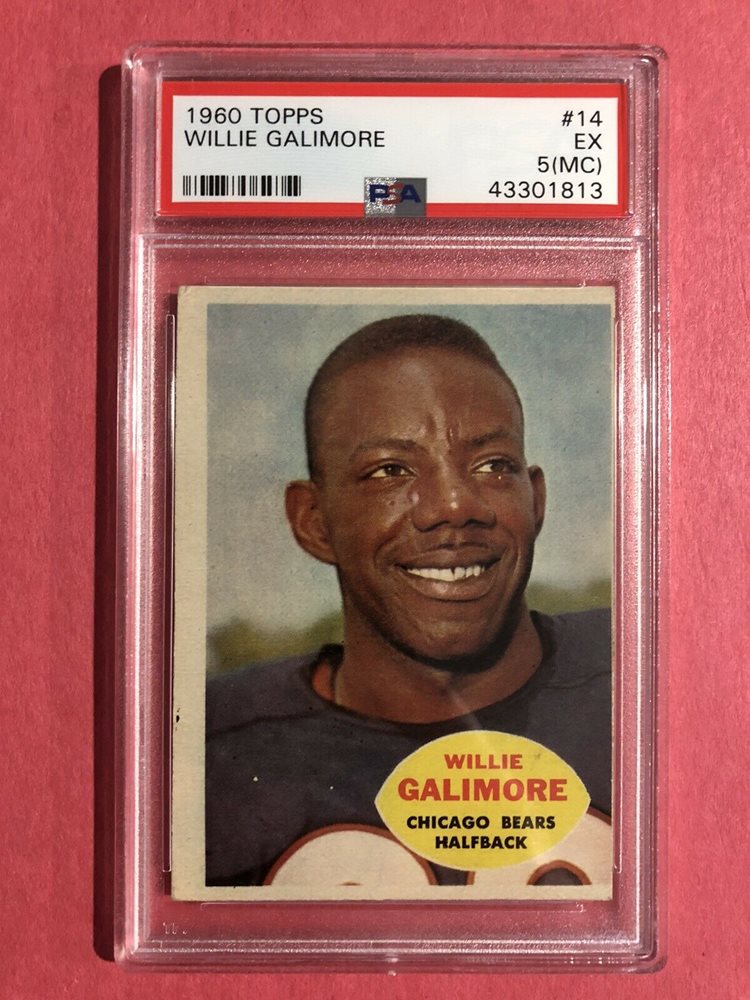 1960 TOPPS #14
WILLIE GALIMORE EX
5(MC)
PSA 43301813
WILLIE
GALIMORE
CHICAGO BEARS
HALFBACK